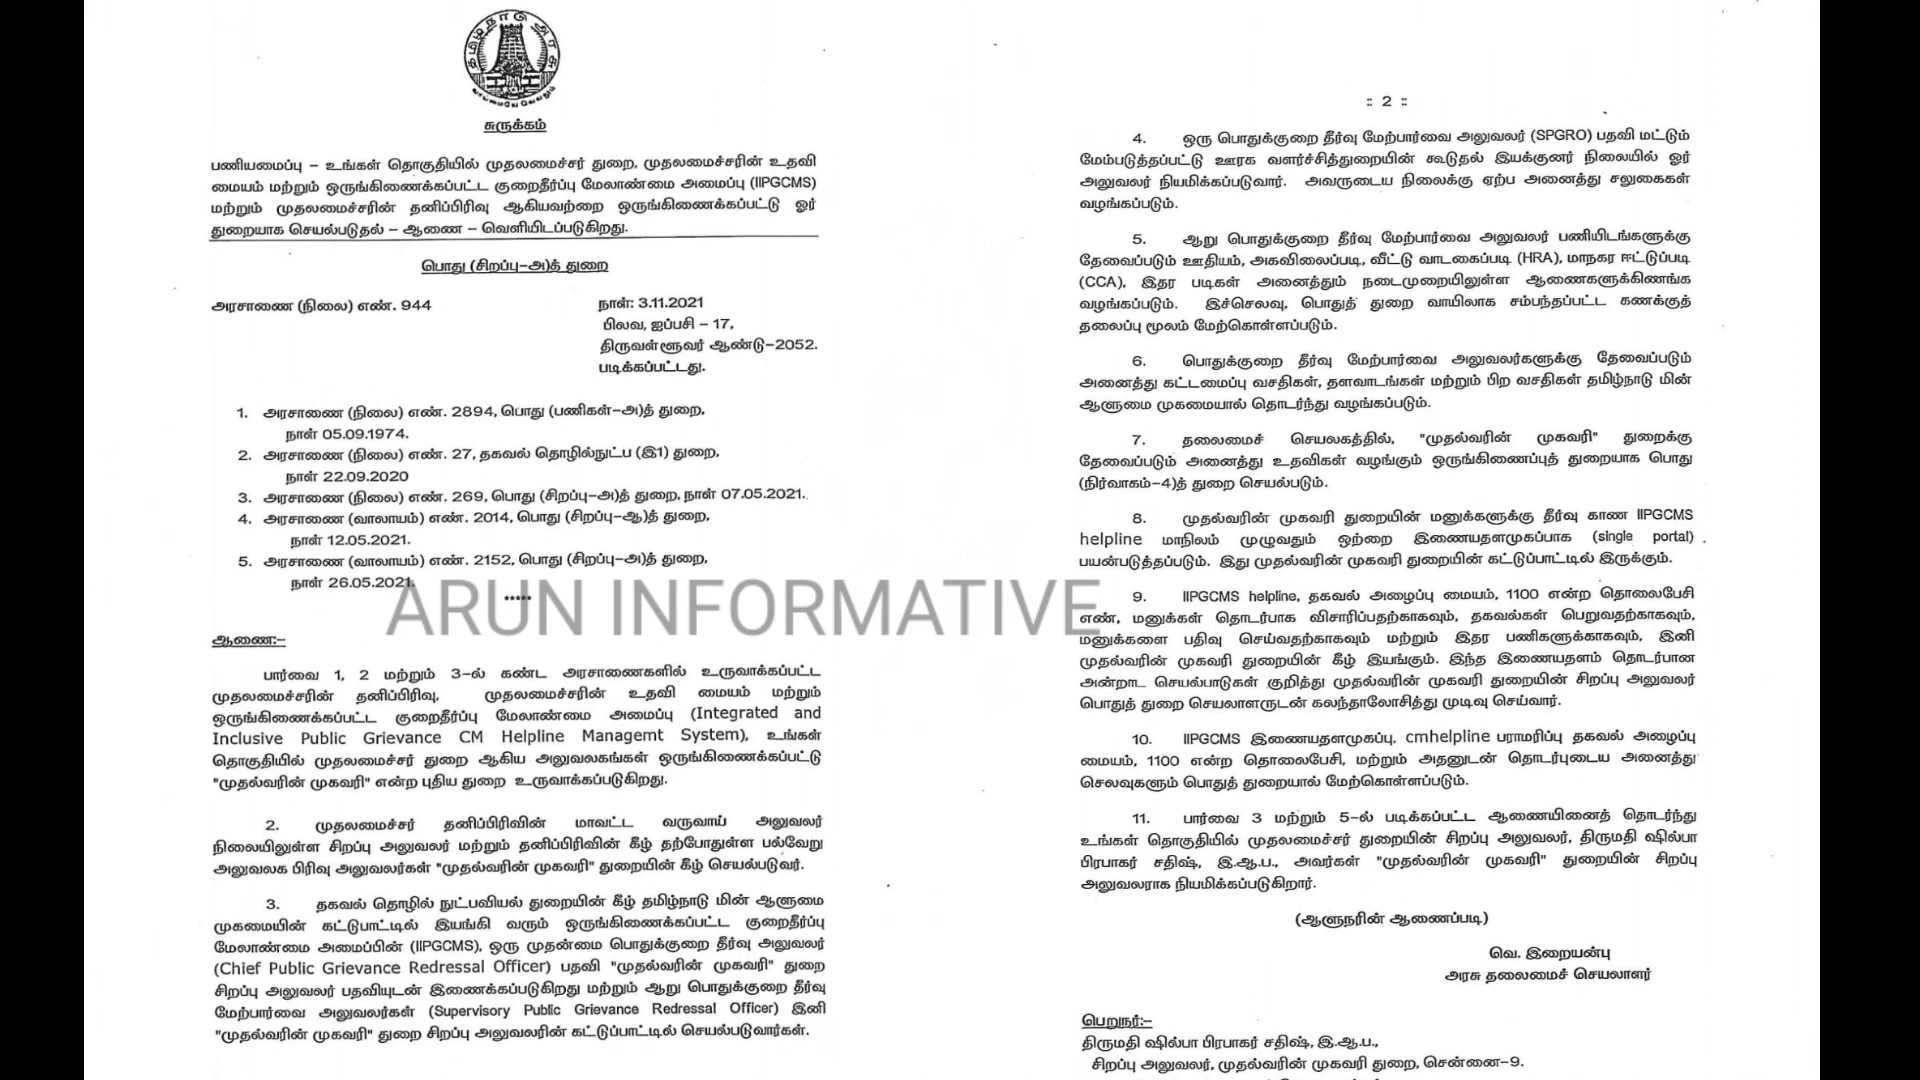 தமிழ்நாடு அரசு
வாய்மையே வெல்லும்
சுருக்கம்
பணியமைப்பு – உங்கள் தொகுதியில் முதலமைச்சர் துறை, முதலமைச்சரின் உதவி
மையம் மற்றும் ஒருங்கிணைக்கப்பட்ட குறைதீர்ப்பு மேலாண்மை அமைப்பு (IIPGCMS)
மற்றும் முதலமைச்சரின் தனிப்பிரிவு ஆகியவற்றை ஒருங்கிணைக்கப்பட்டு ஓர்
துறையாக செயல்படுதல் – ஆணை – வெளியிடப்படுகிறது.
பொது (சிறப்பு–அ)த் துறை
அரசாணை (நிலை) எண். 944
நாள்: 3.11.2021
பிலவ, ஐப்பசி – 17,
திருவள்ளூவர் ஆண்டு–2052.
படிக்கப்பட்டது.
1. அரசாணை (நிலை) எண். 2894, பொது (பணிகள்–அ)த் துறை,
நாள் 05.09.1974.
2. அரசாணை (நிலை) எண். 27, தகவல் தொழில்நுட்ப (இ1) துறை,
நாள் 22.09.2020
3. அரசாணை (நிலை) எண். 269, பொது (சிறப்பு–அ)த் துறை, நாள் 07.05.2021.
4. அரசாணை (வாலாயம்) எண். 2014, பொது (சிறப்பு–ஆ)த் துறை,
நாள் 12.05.2021.
5. அரசாணை (வாலாயம்) எண். 2152, பொது (சிறப்பு–அ)த் துறை,
நாள் 26.05.2021.
*****
ARUN INFORMATIVE
ஆணை:–
பார்வை 1, 2 மற்றும் 3–ல் கண்ட அரசாணைகளில் உருவாக்கப்பட்ட
முதலமைச்சரின் தனிப்பிரிவு, முதலமைச்சரின் உதவி மையம் மற்றும்
ஒருங்கிணைக்கப்பட்ட குறைதீர்ப்பு மேலாண்மை அமைப்பு (Integrated and
Inclusive Public Grievance CM Helpline Managemt System), உங்கள்
தொகுதியில் முதலமைச்சர் துறை ஆகிய அலுவலகங்கள் ஒருங்கிணைக்கப்பட்டு
"முதல்வரின் முகவரி" என்ற புதிய துறை உருவாக்கப்படுகிறது.
2. முதலமைச்சர் தனிப்பிரிவின் மாவட்ட வருவாய் அலுவலர்
நிலையிலுள்ள சிறப்பு அலுவலர் மற்றும் தனிப்பிரிவின் கீழ் தற்போதுள்ள பல்வேறு
அலுவலக பிரிவு அலுவலர்கள் "முதல்வரின் முகவரி" துறையின் கீழ் செயல்படுவர்.
3. தகவல் தொழில் நுட்பவியல் துறையின் கீழ் தமிழ்நாடு மின் ஆளுமை
முகமையின் கட்டுபாட்டில் இயங்கி வரும் ஒருங்கிணைக்கப்பட்ட குறைதீர்ப்பு
மேலாண்மை அமைப்பின் (IIPGCMS), ஒரு முதன்மை பொதுக்குறை தீர்வு அலுவலர்
(Chief Public Grievance Redressal Officer) பதவி "முதல்வரின் முகவரி" துறை
சிறப்பு அலுவலர் பதவியுடன் இணைக்கப்படுகிறது மற்றும் ஆறு பொதுக்குறை தீர்வு
மேற்பார்வை அலுவலர்கள் (Supervisory Public Grievance Redressal Officer) இனி
"முதல்வரின் முகவரி" துறை சிறப்பு அலுவலரின் கட்டுப்பாட்டில் செயல்படுவார்கள்.
:: 2 ::
4. ஒரு பொதுக்குறை தீர்வு மேற்பார்வை அலுவலர் (SPGRO) பதவி மட்டும்
மேம்படுத்தப்பட்டு ஊரக வளர்ச்சித்துறையின் கூடுதல் இயக்குனர் நிலையில் ஓர்
அலுவலர் நியமிக்கப்படுவார். அவருடைய நிலைக்கு ஏற்ப அனைத்து சலுகைகள்
வழங்கப்படும்.
5. ஆறு பொதுக்குறை தீர்வு மேற்பார்வை அலுவலர் பணியிடங்களுக்கு
தேவைப்படும் ஊதியம், அகவிலைப்படி, வீட்டு வாடகைப்படி (HRA), மாநகர ஈட்டுப்படி
(CCA), இதர படிகள் அனைத்தும் நடைமுறையிலுள்ள ஆணைகளுக்கிணங்க
வழங்கப்படும். இச்செலவு, பொதுத் துறை வாயிலாக சம்பந்தப்பட்ட கணக்குத்
தலைப்பு மூலம் மேற்கொள்ளப்படும்.
6. பொதுக்குறை தீர்வு மேற்பார்வை அலுவலர்களுக்கு தேவைப்படும்
அனைத்து கட்டமைப்பு வசதிகள், தளவாடங்கள் மற்றும் பிற வசதிகள் தமிழ்நாடு மின்
ஆளுமை முகமையால் தொடர்ந்து வழங்கப்படும்.
7. தலைமைச் செயலகத்தில், "முதல்வரின் முகவரி" துறைக்கு
தேவைப்படும் அனைத்து உதவிகள் வழங்கும் ஒருங்கிணைப்புத் துறையாக பொது
(நிர்வாகம்–4)த் துறை செயல்படும்.
8. முதல்வரின் முகவரி துறையின் மனுக்களுக்கு தீர்வு காண IIPGCMS
helpline மாநிலம் முழுவதும் ஒற்றை இணையதளமுகப்பாக (single portal)
பயன்படுத்தப்படும். இது முதல்வரின் முகவரி துறையின் கட்டுப்பாட்டில் இருக்கும்.
9. IIPGCMS helpline, தகவல் அழைப்பு மையம், 1100 என்ற தொலைபேசி
எண், மனுக்கள் தொடர்பாக விசாரிப்பதற்காகவும், தகவல்கள் பெறுவதற்காகவும்,
மனுக்களை பதிவு செய்வதற்காகவும் மற்றும் இதர பணிகளுக்காகவும், இனி
முதல்வரின் முகவரி துறையின் கீழ் இயங்கும். இந்த இணையதளம் தொடர்பான
அன்றாட செயல்பாடுகள் குறித்து முதல்வரின் முகவரி துறையின் சிறப்பு அலுவலர்
பொதுத் துறை செயலாளருடன் கலந்தாலோசித்து முடிவு செய்வார்.
10. IIPGCMS இணையதளமுகப்பு, cmhelpline பராமரிப்பு தகவல் அழைப்பு
மையம், 1100 என்ற தொலைபேசி, மற்றும் அதனுடன் தொடர்புடைய அனைத்து
செலவுகளும் பொதுத் துறையால் மேற்கொள்ளப்படும்.
11. பார்வை 3 மற்றும் 5–ல் படிக்கப்பட்ட ஆணையினைத் தொடர்ந்து
உங்கள் தொகுதியில் முதலமைச்சர் துறையின் சிறப்பு அலுவலர், திருமதி ஷில்பா
பிரபாகர் சதிஷ், இ.ஆ.ப., அவர்கள் "முதல்வரின் முகவரி" துறையின் சிறப்பு
அலுவலராக நியமிக்கப்படுகிறார்.
(ஆளுநரின் ஆணைப்படி)
வெ. இறையன்பு
அரசு தலைமைச் செயலாளர்
பெறுநர்:–
திருமதி ஷில்பா பிரபாகர் சதிஷ், இ.ஆ.ப.,
சிறப்பு அலுவலர், முதல்வரின் முகவரி துறை, சென்னை–9.